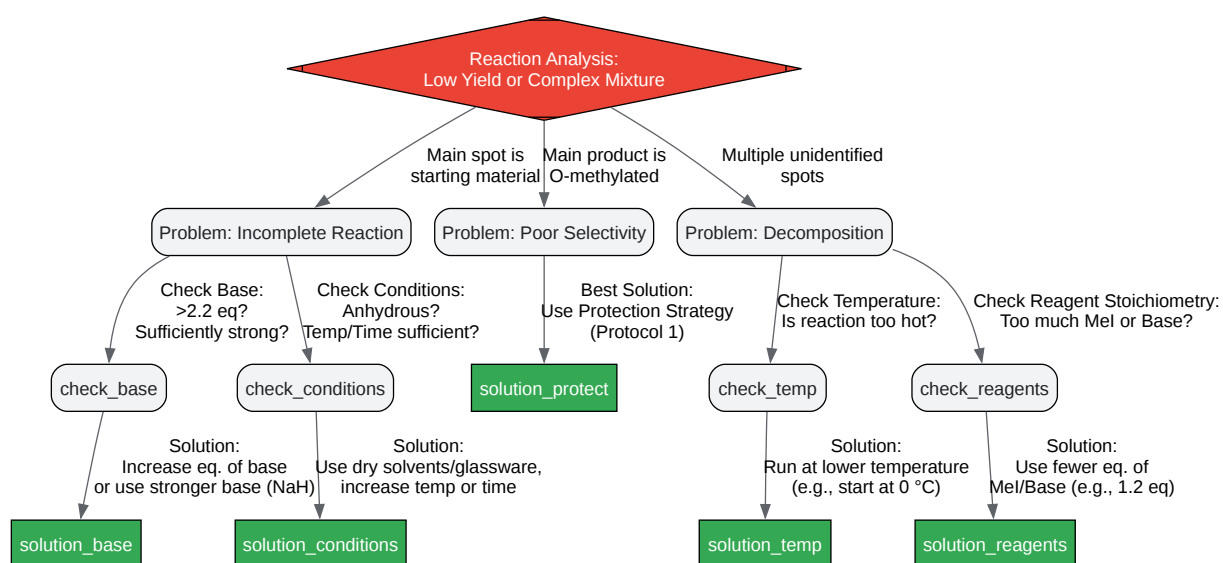 Reaction Analysis:
Low Yield or Complex Mixture
Main spot is
starting material
Main product is
O-methylated
Multiple unidentified
spots
Problem: Incomplete Reaction
Problem: Poor Selectivity
Problem: Decomposition
Check Base:
>2.2 eq?
Sufficiently strong?
Check Conditions:
Anhydrous?
Temp/Time sufficient?
Best Solution:
Use Protection Strategy
(Protocol 1)
Check Temperature:
Is reaction too hot?
Check Reagent Stoichiometry:
Too much MeI or Base?
check_base
check_conditions
solution_protect
check_temp
check_reagents
Solution:
Increase eq. of base
or use stronger base (NaH)
Solution:
Use dry solvents/glassware,
increase temp or time
Solution:
Run at lower temperature
(e.g., start at 0 °C)
Solution:
Use fewer eq. of
MeI/Base (e.g., 1.2 eq)
solution_base
solution_conditions
solution_temp
solution_reagents